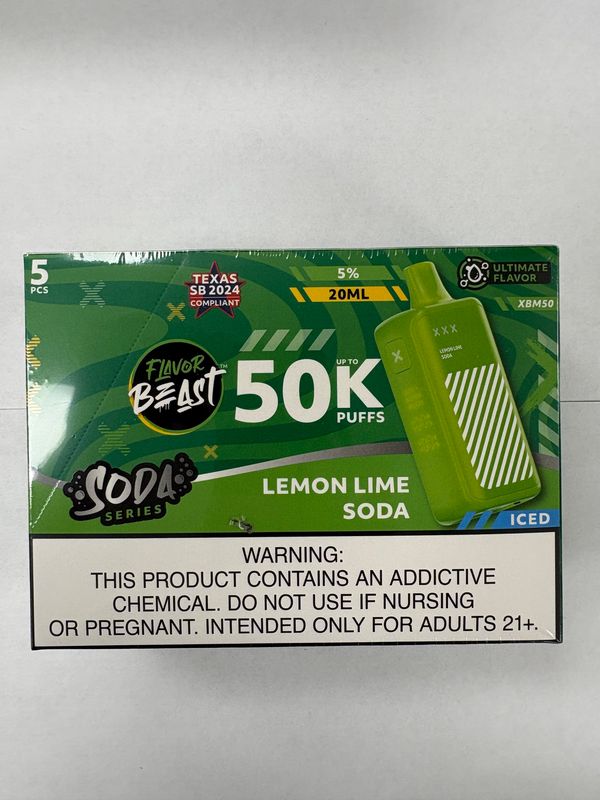 5
PCS
TEXAS
SB 2024
COMPLIANT
5%
20ML
ULTIMATE
FLAVOR
XBM50
FLAVOR
BEAST™
UP TO
50K
PUFFS
XXX
LEMON LIME
SODA
X
SODA
SERIES
LEMON LIME
SODA
ICED
WARNING:
THIS PRODUCT CONTAINS AN ADDICTIVE
CHEMICAL. DO NOT USE IF NURSING
OR PREGNANT. INTENDED ONLY FOR ADULTS 21+.